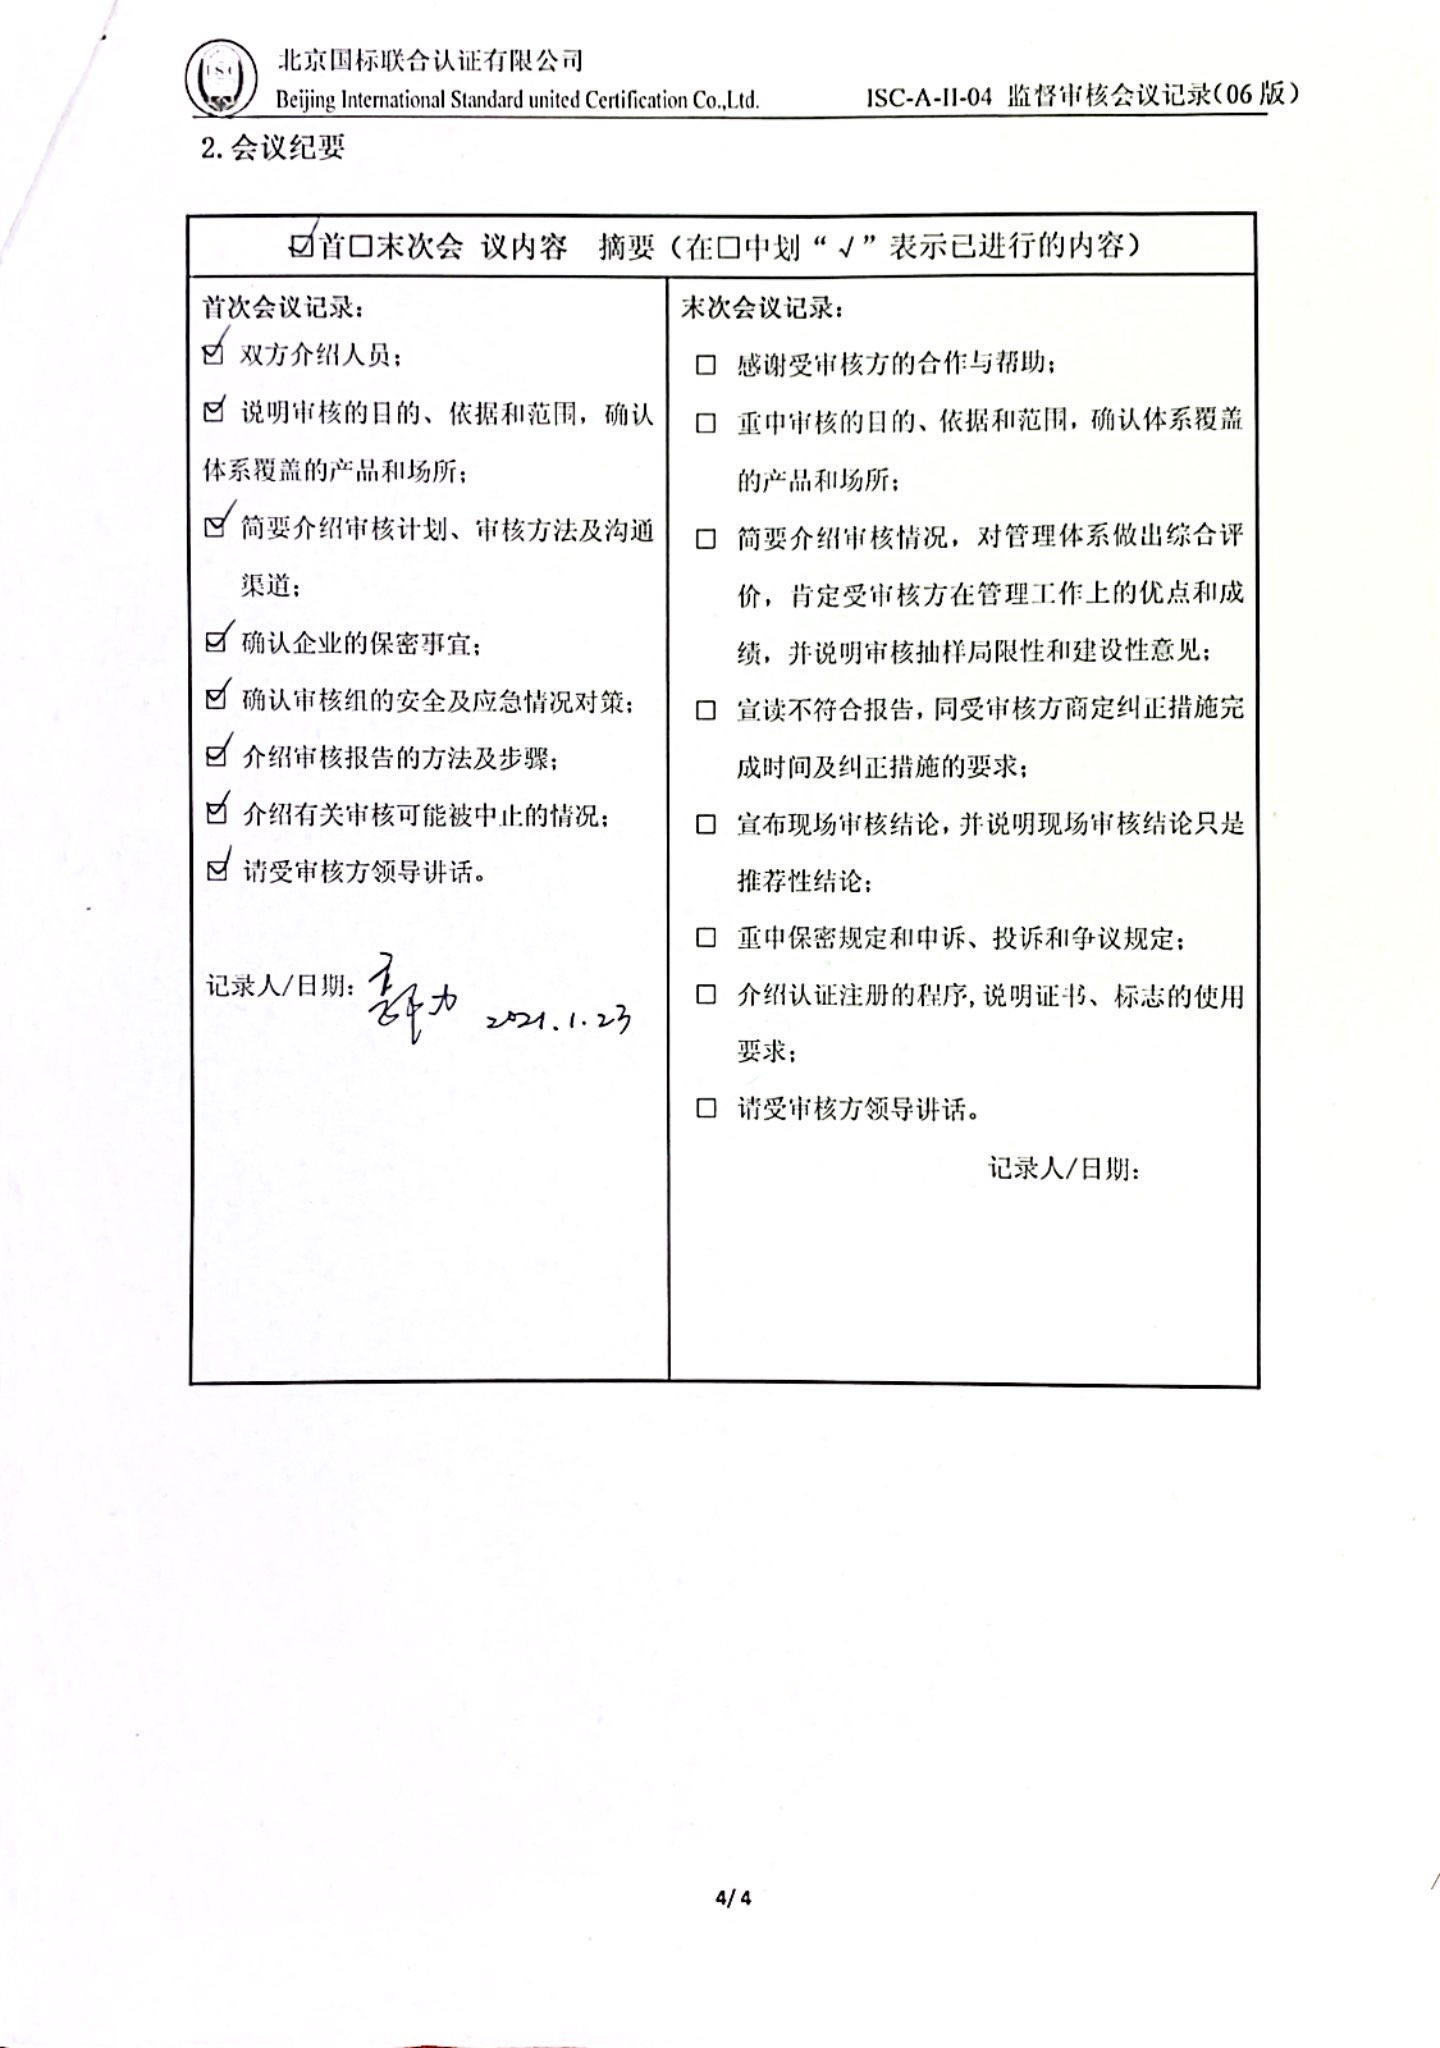 北京国标联合认证有限公司
Beijing International Standard united Certification Co.,Ltd.
ISC-A-II-04 监督审核会议记录(06 版)
2. 会议纪要
☑首□末次会 议内容 摘要（在□中划“√”表示已进行的内容）
首次会议记录：
☑ 双方介绍人员；
☑ 说明审核的目的、依据和范围，确认
体系覆盖的产品和场所；
☑ 简要介绍审核计划、审核方法及沟通
渠道；
☑ 确认企业的保密事宜；
☑ 确认审核组的安全及应急情况对策；
☑ 介绍审核报告的方法及步骤；
☑ 介绍有关审核可能被中止的情况；
☑ 请受审核方领导讲话。
记录人/日期：
2021.1.23
末次会议记录：
□ 感谢受审核方的合作与帮助；
□ 重申审核的目的、依据和范围，确认体系覆盖
的产品和场所；
□ 简要介绍审核情况，对管理体系做出综合评
价，肯定受审核方在管理工作上的优点和成
绩，并说明审核抽样局限性和建设性意见；
□ 宣读不符合报告，同受审核方商定纠正措施完
成时间及纠正措施的要求；
□ 宣布现场审核结论，并说明现场审核结论只是
推荐性结论；
□ 重申保密规定和申诉、投诉和争议规定；
□ 介绍认证注册的程序，说明证书、标志的使用
要求；
□ 请受审核方领导讲话。
记录人/日期：
4/ 4